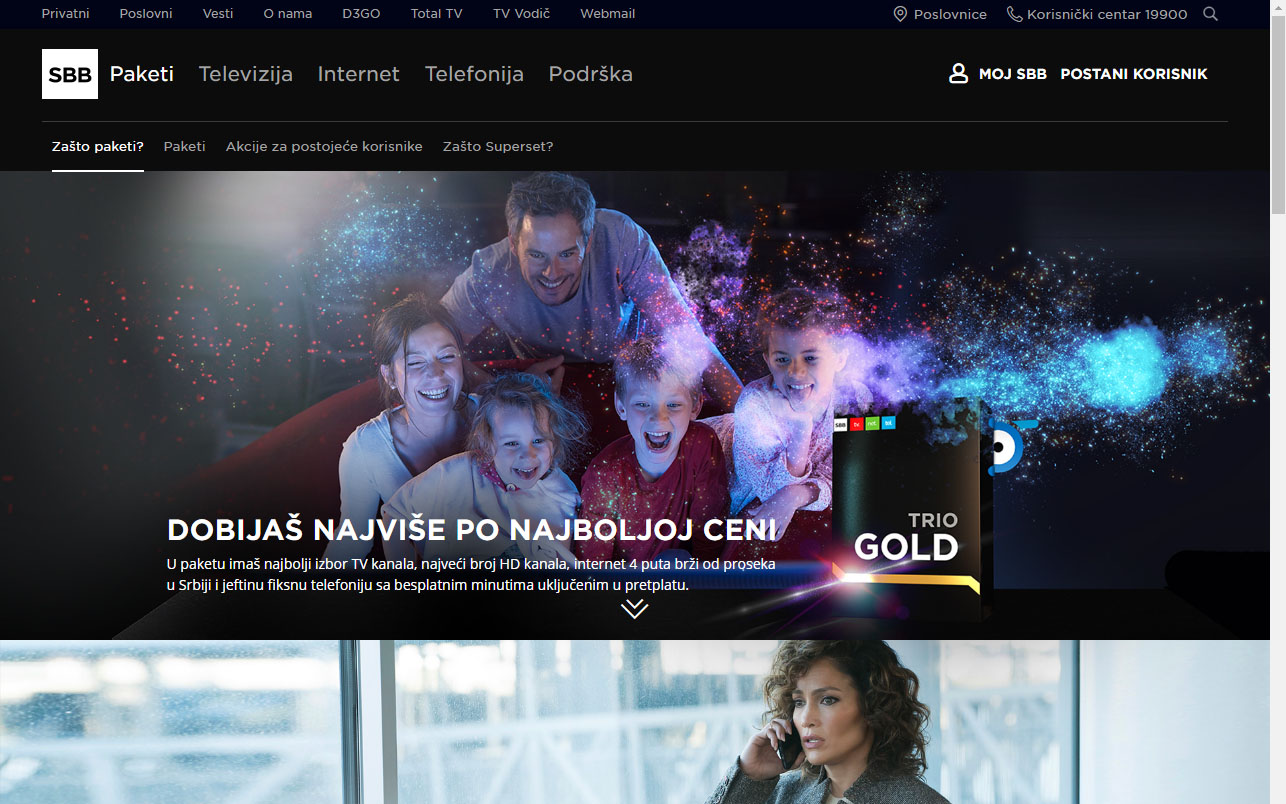 Privatni Poslovni Vesti O nama D3GO Total TV TV Vodič Webmail Poslovnice Korisnički centar 19900
SBB Paketi Televizija Internet Telefonija Podrška MOJ SBB POSTANI KORISNIK
Zašto paketi? Paketi Akcije za postojeće korisnike Zašto Superset?
SBB tv. net. tel.
TRIO
GOLD
DOBIJAŠ NAJVIŠE PO NAJBOLJOJ CENI
U paketu imaš najbolji izbor TV kanala, najveći broj HD kanala, internet 4 puta brži od proseka
u Srbiji i jeftinu fiksnu telefoniju sa besplatnim minutima uključenim u pretplatu.